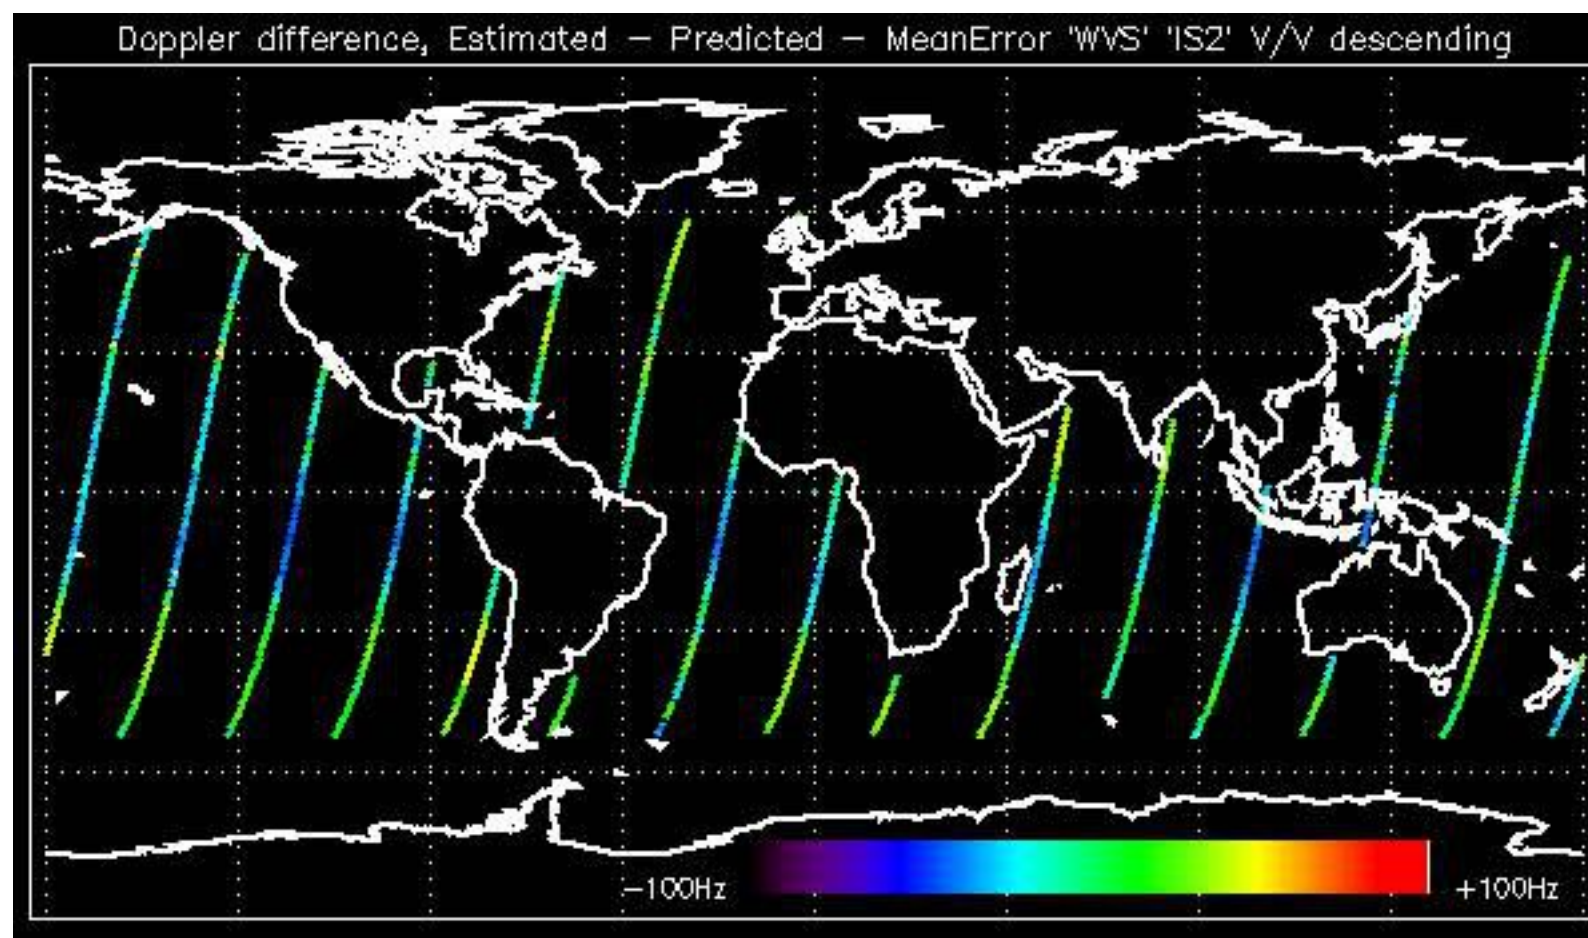 Doppler difference, Estimated – Predicted – MeanError 'WVS' 'IS2' V/V descending
–100Hz +100Hz